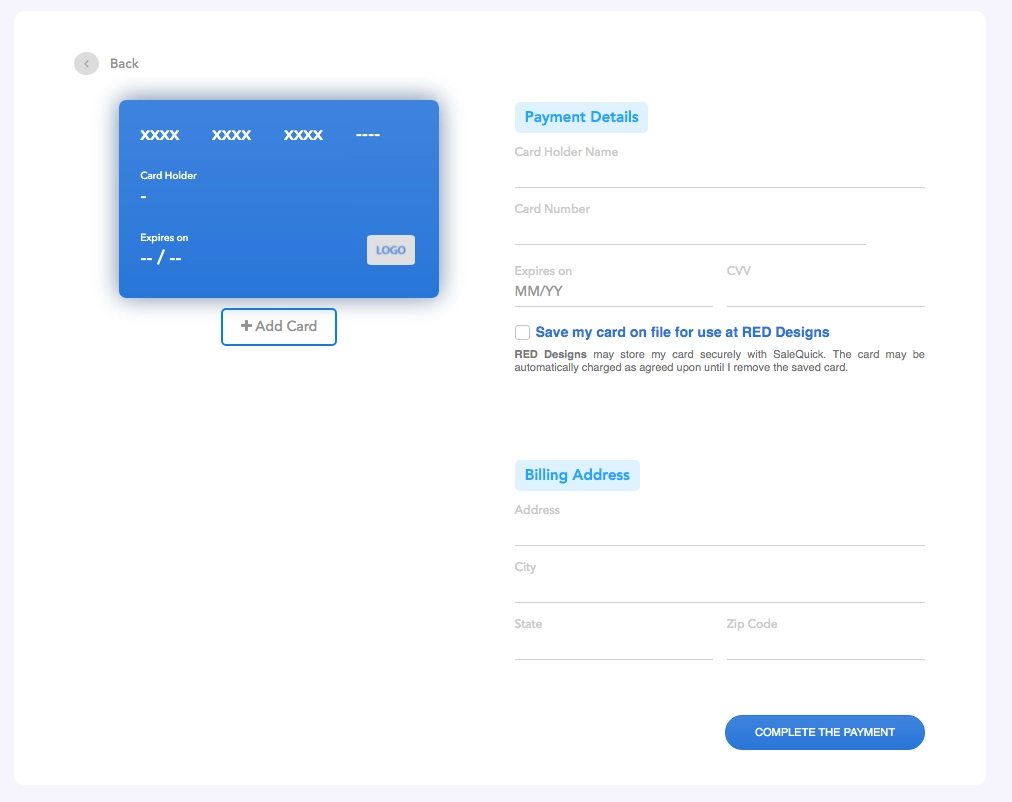 Back
XXXX XXXX XXXX ----
Card Holder
-
Expires on
-- / --
LOGO
+ Add Card
Payment Details
Card Holder Name
Card Number
Expires on CVV
MM/YY
Save my card on file for use at RED Designs
RED Designs may store my card securely with SaleQuick. The card may be
automatically charged as agreed upon until I remove the saved card.
Billing Address
Address
City
State Zip Code
COMPLETE THE PAYMENT